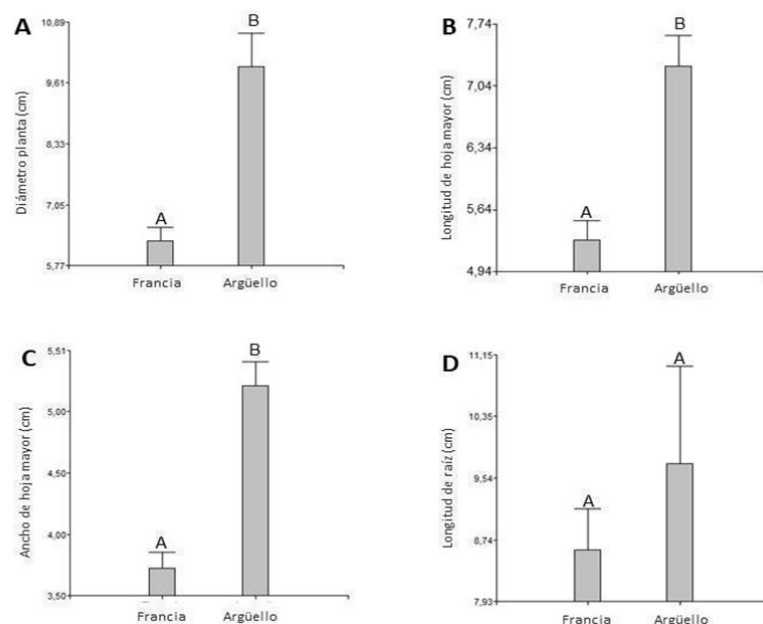 A
Diámetro planta (cm)
10,89
9,61
8,33
7,05
5,77
A
B
Francia
Argüello
B
Longitud de hoja mayor (cm)
7,74
7,04
6,34
5,64
4,94
A
B
Francia
Argüello
C
Ancho de hoja mayor (cm)
5,51
5,00
4,50
4,00
3,50
A
B
Francia
Argüello
D
Longitud de raíz (cm)
11,15
10,35
9,54
8,74
7,93
A
A
Francia
Argüello